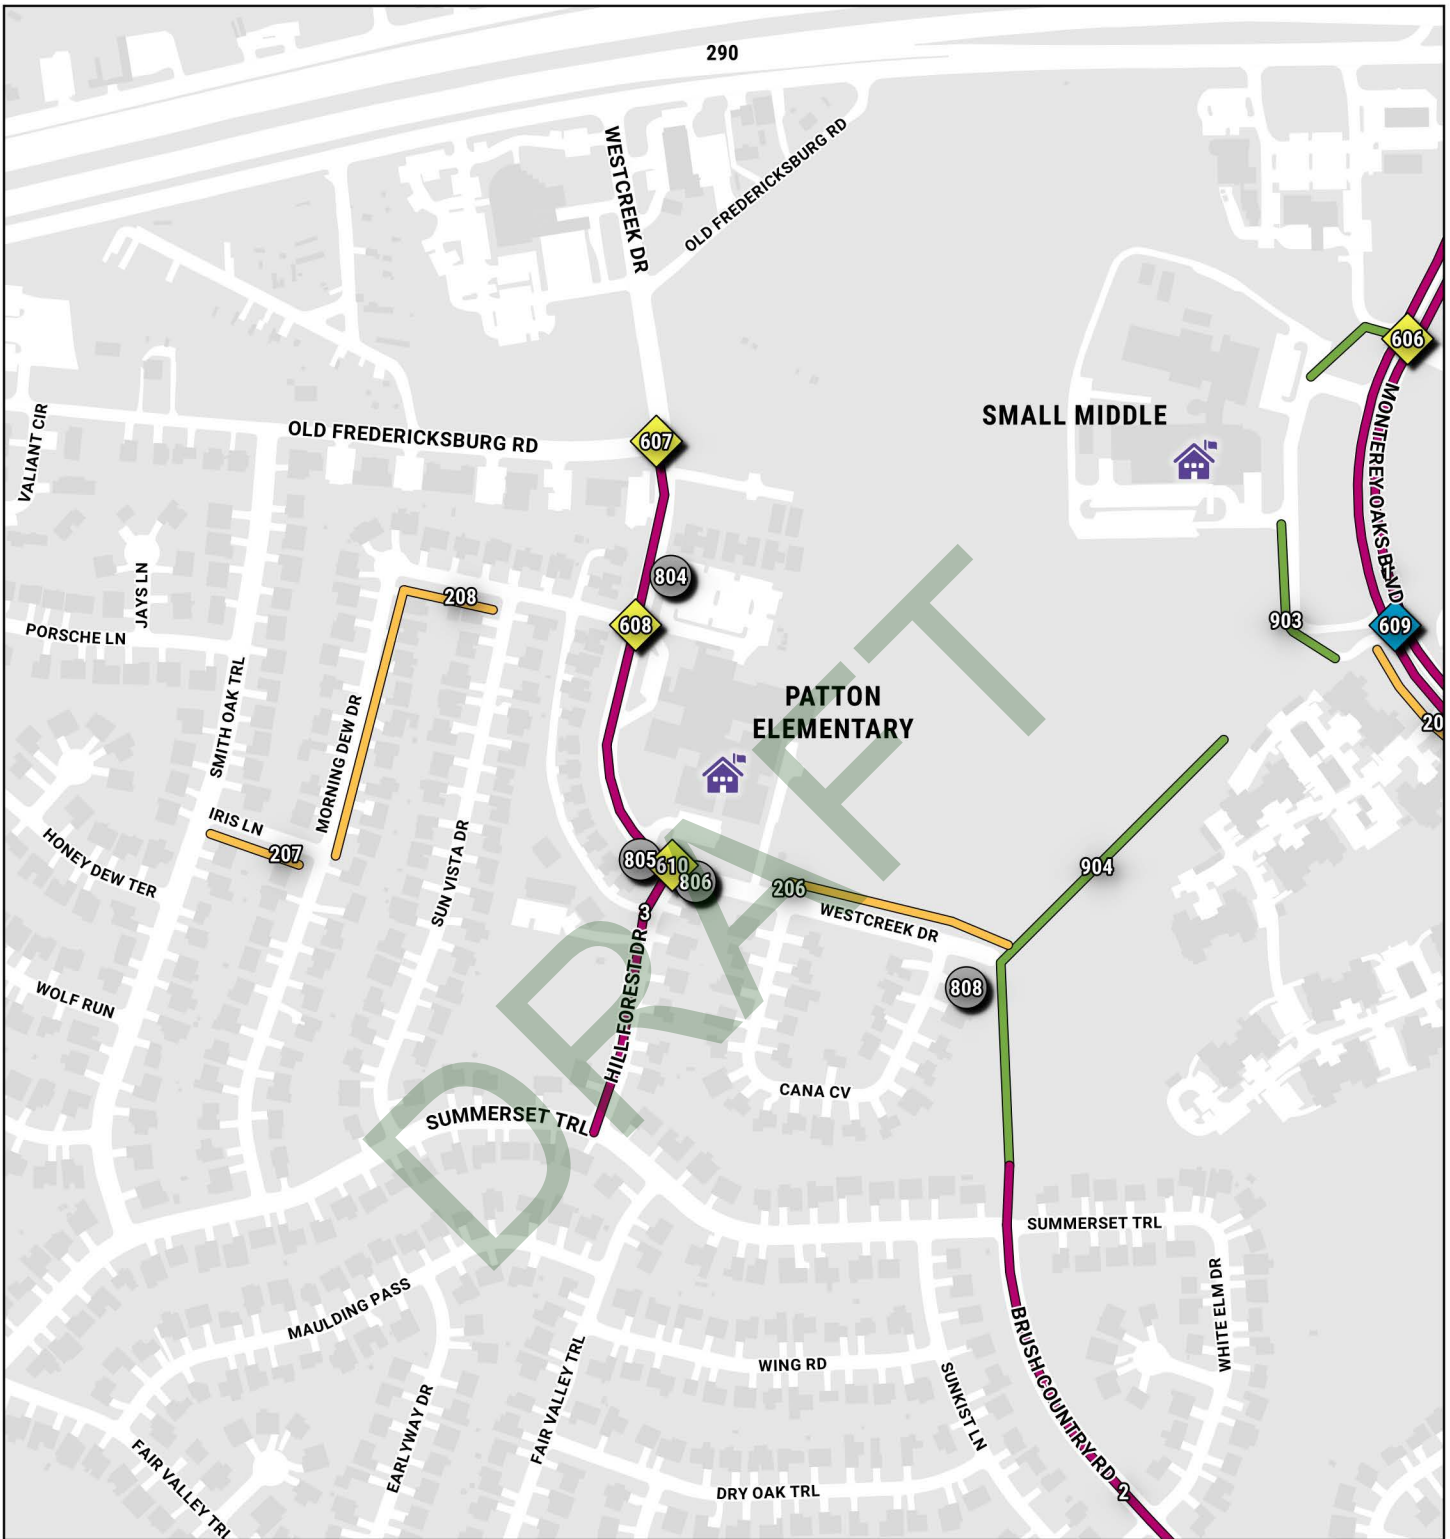 290
WESTCREEK DR
OLD FREDERICKSBURG RD
606
SMALL MIDDLE
MONTEREY OAKS BLVD
VALIANT CIR
OLD FREDERICKSBURG RD
607
JAYS LN
804
208
608
PORSCHE LN
903
609
SMITH OAK TRL
MORNING DEW DR
PATTON
ELEMENTARY
20
IRIS LN
207
HONEY DEW TER
SUN VISTA DR
805
610
806
206
904
WESTCREEK DR
3
HILL FOREST DR
WOLF RUN
808
CANA CV
SUMMERSET TRL
DRAFT
SUMMERSET TRL
WHITE ELM DR
MAULDING PASS
BRUSH COUNTRY RD
WING RD
FAIR VALLEY TRL
SUNKIST LN
EARLYWAY DR
FAIR VALLEY TRL
DRY OAK TRL
2